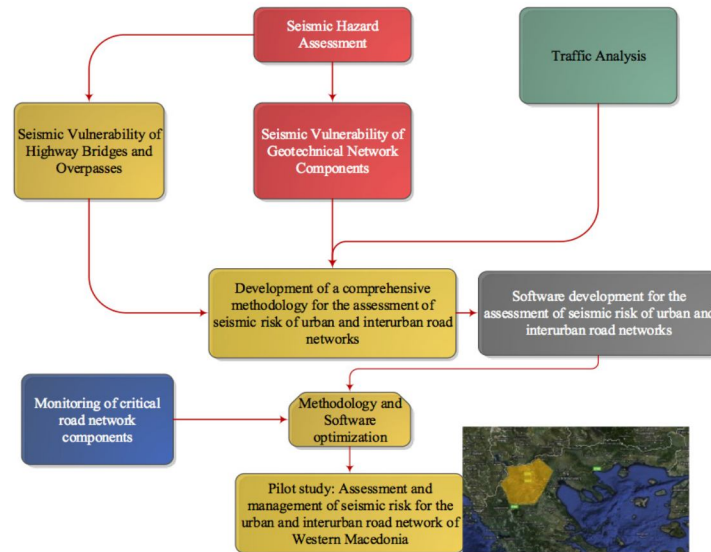 Seismic Hazard
Assessment
Traffic Analysis
Seismic Vulnerability of
Highway Bridges and
Overpasses
Seismic Vulnerability of
Geotechnical Network
Components
Development of a comprehensive
methodology for the assessment of
seismic risk of urban and interurban road
networks
Software development for the
assessment of seismic risk of urban and
interurban road networks
Monitoring of critical
road network
components
Methodology and
Software
optimization
Pilot study: Assessment and
management of seismic risk for the
urban and interurban road network of
Western Macedonia